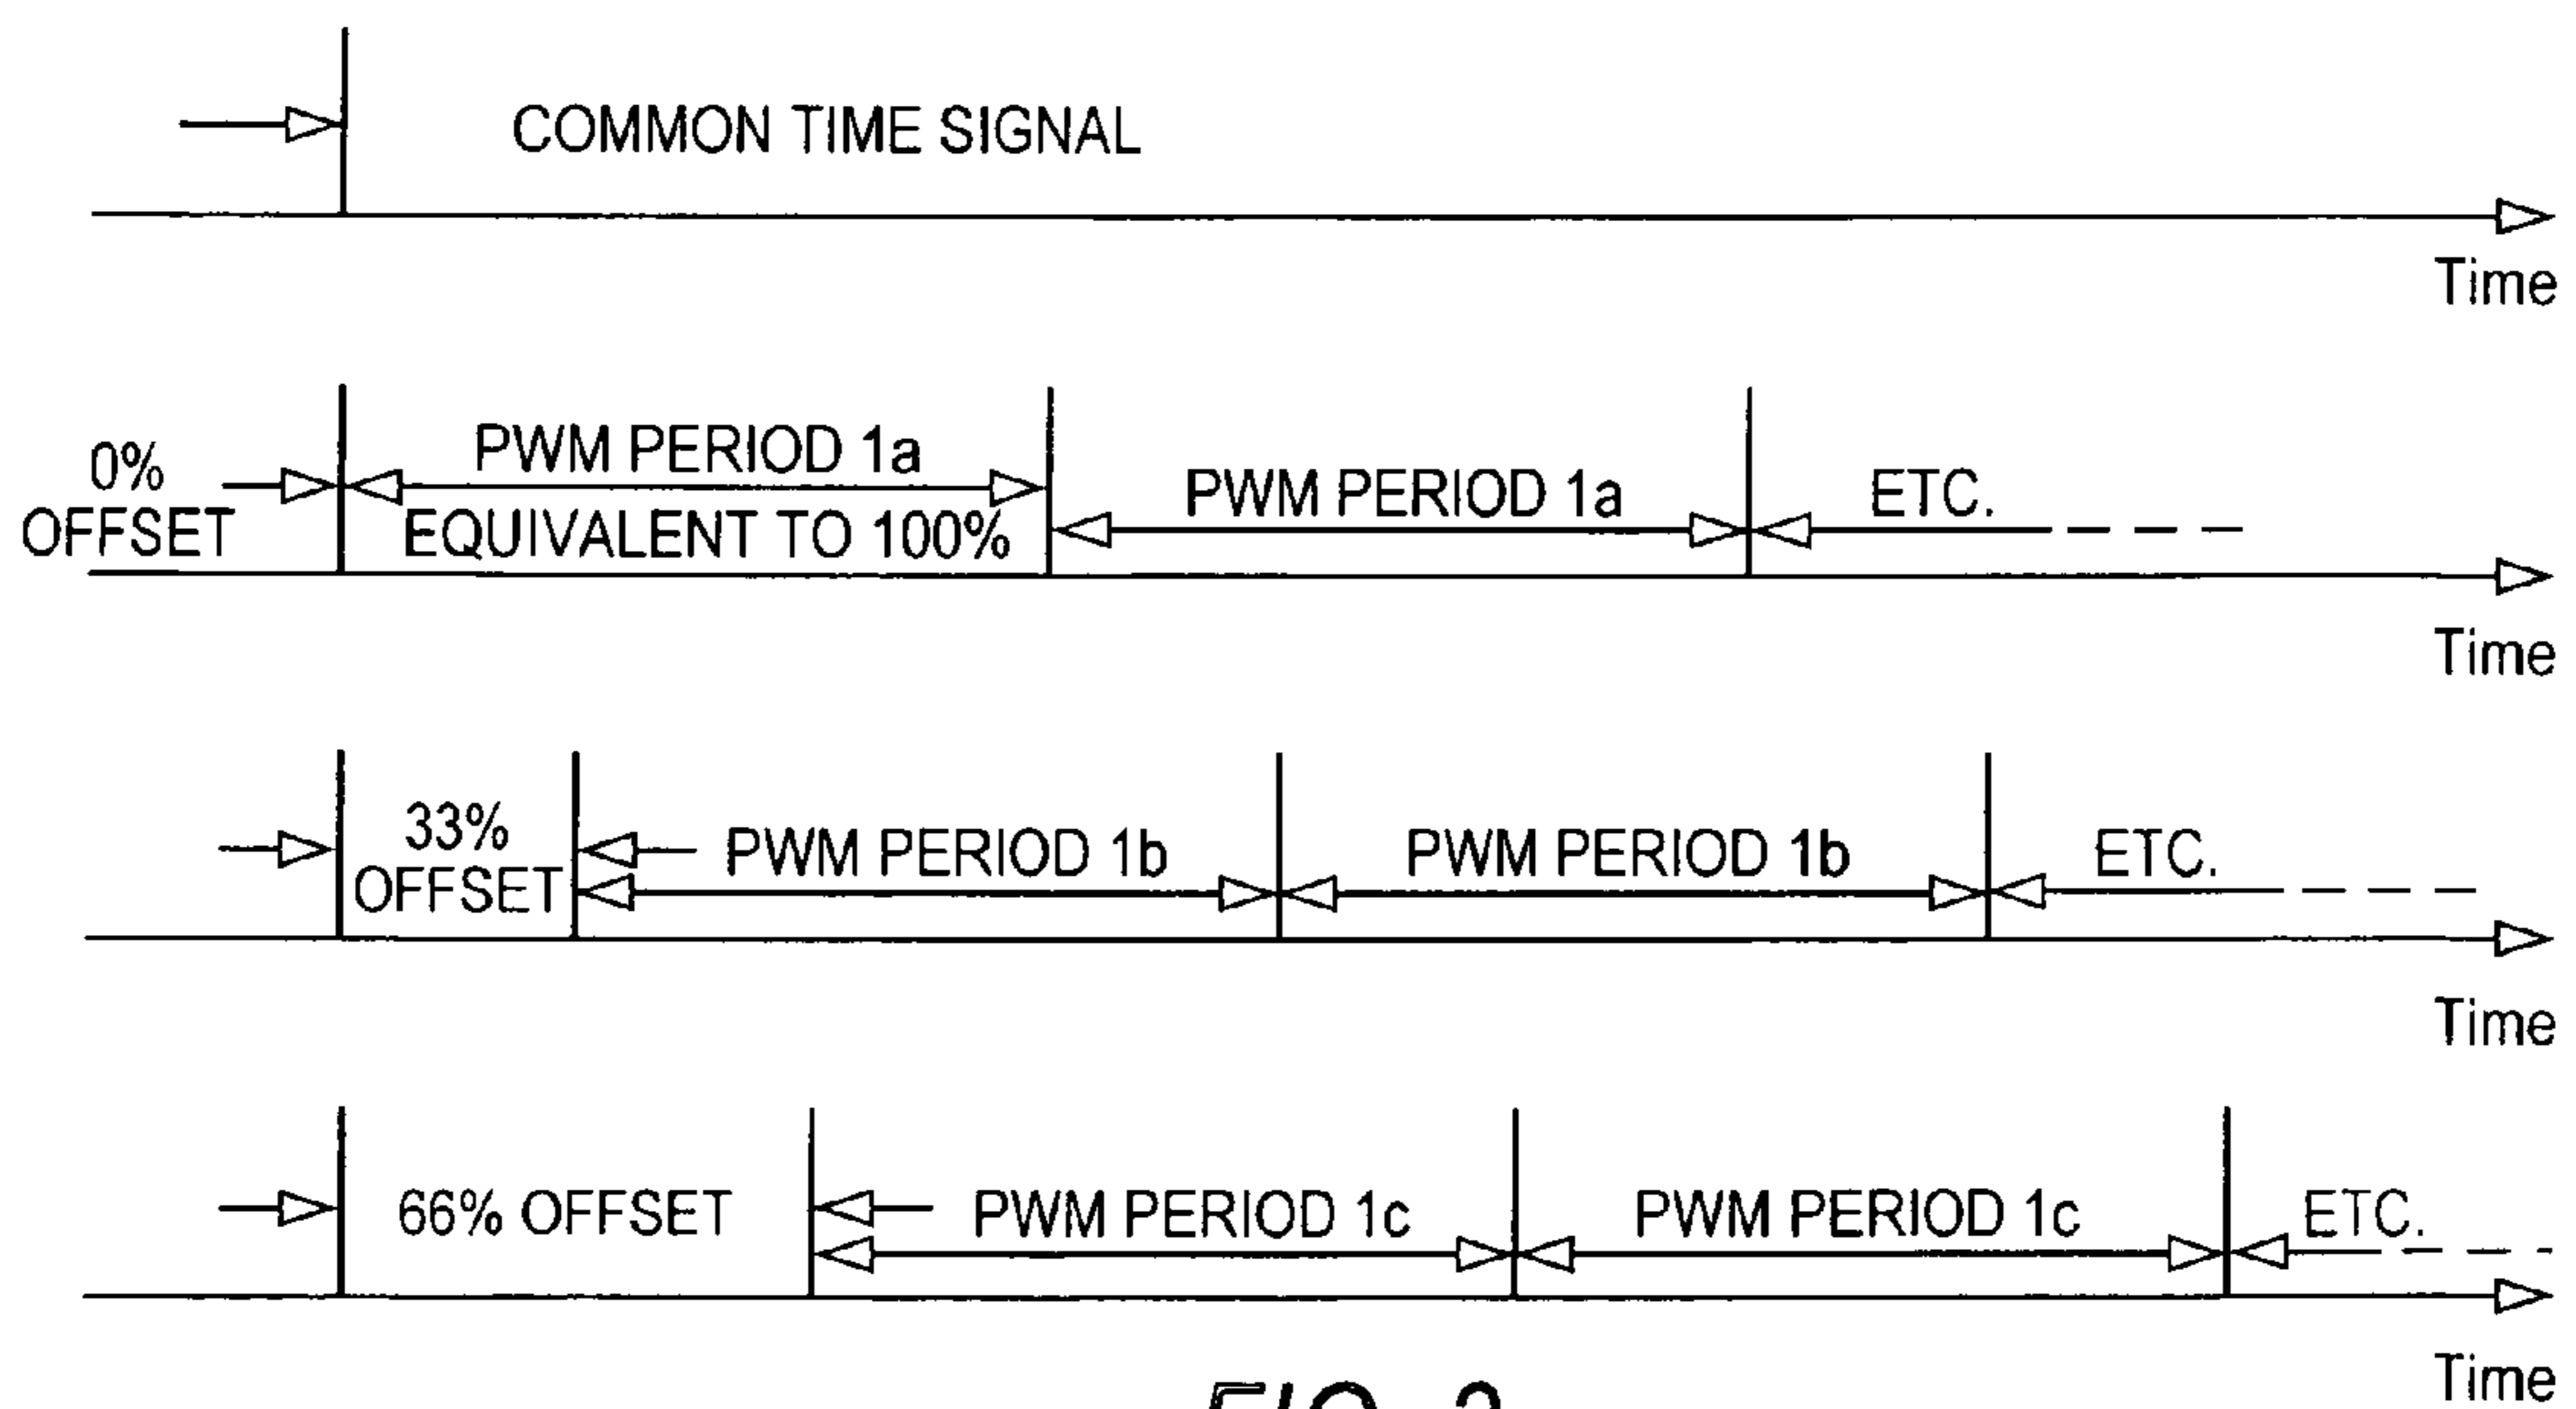 COMMON TIME SIGNAL
Time
0%
OFFSET
PWM PERIOD 1a
EQUIVALENT TO 100%
PWM PERIOD 1a
ETC.
Time
33%
OFFSET
PWM PERIOD 1b
PWM PERIOD 1b
ETC.
Time
66% OFFSET
PWM PERIOD 1c
PWM PERIOD 1c
ETC.
Time